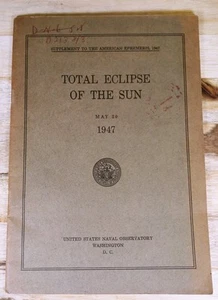 SUPPLEMENT TO THE AMERICAN EPHEMERIS, 1947
TOTAL ECLIPSE
OF THE SUN
MAY 20
1947
UNITED STATES NAVAL OBSERVATORY
WASHINGTON
D. C.